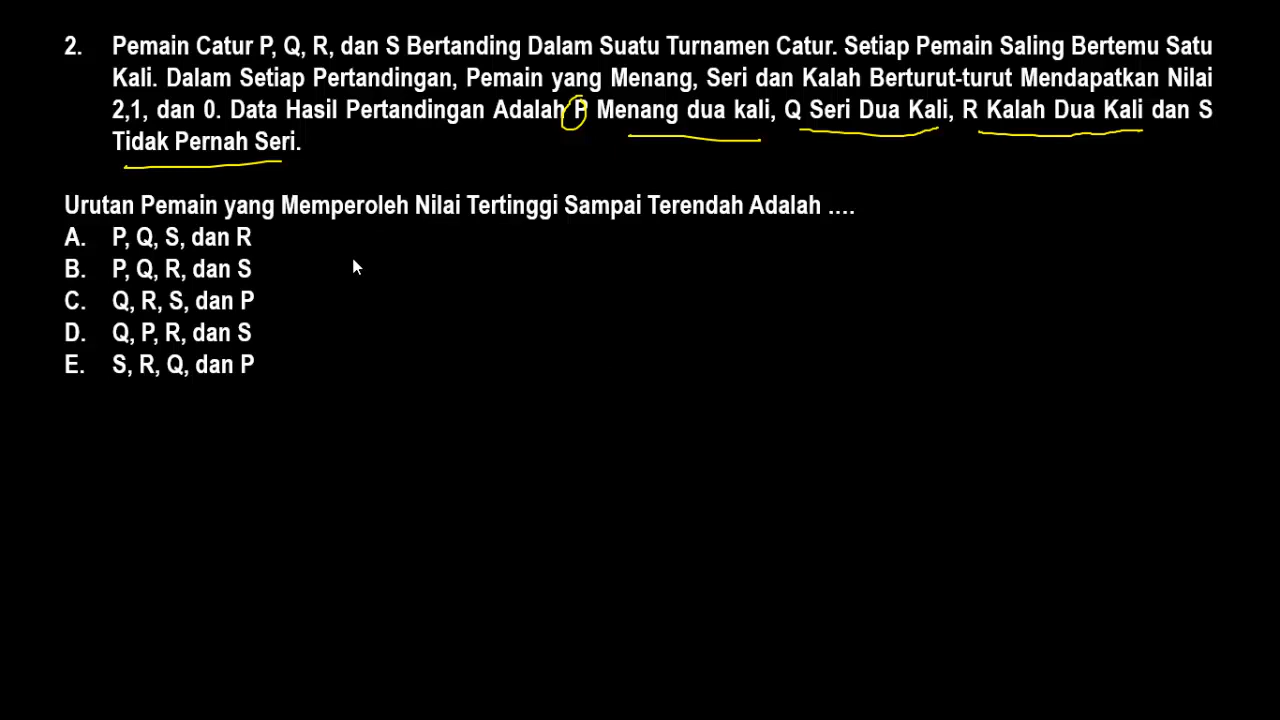 2. Pemain Catur P, Q, R, dan S Bertanding Dalam Suatu Turnamen Catur. Setiap Pemain Saling Bertemu Satu
Kali. Dalam Setiap Pertandingan, Pemain yang Menang, Seri dan Kalah Berturut-turut Mendapatkan Nilai
2,1, dan 0. Data Hasil Pertandingan Adalah P Menang dua kali, Q Seri Dua Kali, R Kalah Dua Kali dan S
Tidak Pernah Seri.
Urutan Pemain yang Memperoleh Nilai Tertinggi Sampai Terendah Adalah ....
A. P, Q, S, dan R
B. P, Q, R, dan S
C. Q, R, S, dan P
D. Q, P, R, dan S
E. S, R, Q, dan P